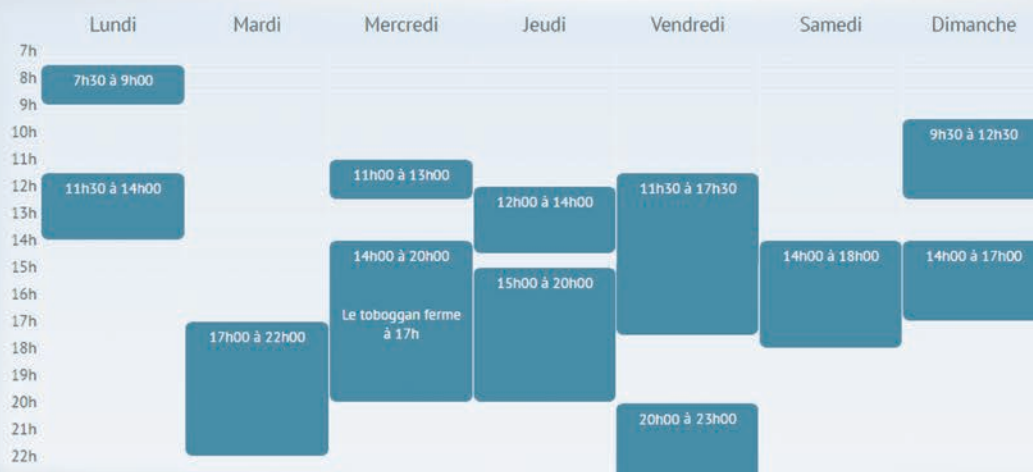 Lundi Mardi Mercredi Jeudi Vendredi Samedi Dimanche
7h
8h
9h
10h
11h
12h
13h
14h
15h
16h
17h
18h
19h
20h
21h
22h
7h30 à 9h00
11h30 à 14h00
17h00 à 22h00
11h00 à 13h00
14h00 à 20h00
Le toboggan ferme
à 17h
12h00 à 14h00
15h00 à 20h00
11h30 à 17h30
20h00 à 23h00
14h00 à 18h00
9h30 à 12h30
14h00 à 17h00